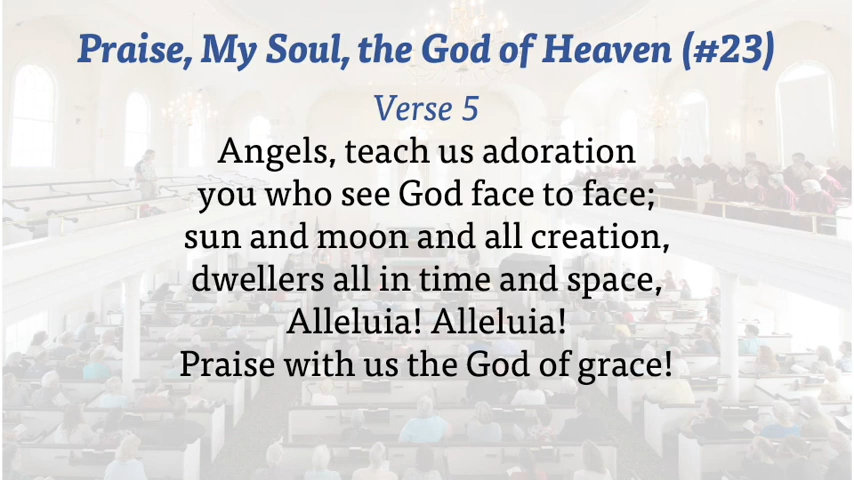 Praise, My Soul, the God of Heaven (#23)
Verse 5
Angels, teach us adoration
you who see God face to face;
sun and moon and all creation,
dwellers all in time and space,
Alleluia! Alleluia!
Praise with us the God of grace!